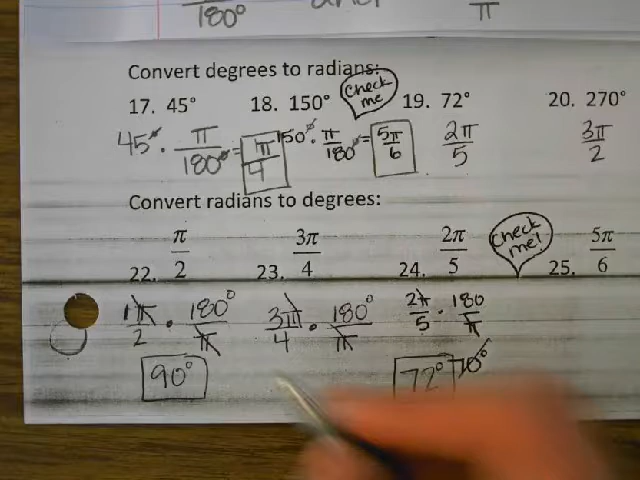 180° and
π
Convert degrees to radians:
17. 45° 18. 150° check me 19. 72° 20. 270°
45° · π/180° = π/4 150° · π/180° = 5π/6 2π/5 3π/2
Convert radians to degrees:
22. π/2 23. 3π/4 24. 2π/5 check me! 25. 5π/6
1π/2 · 180°/π 3π/4 · 180°/π 2π/5 · 180/π
90° 72°